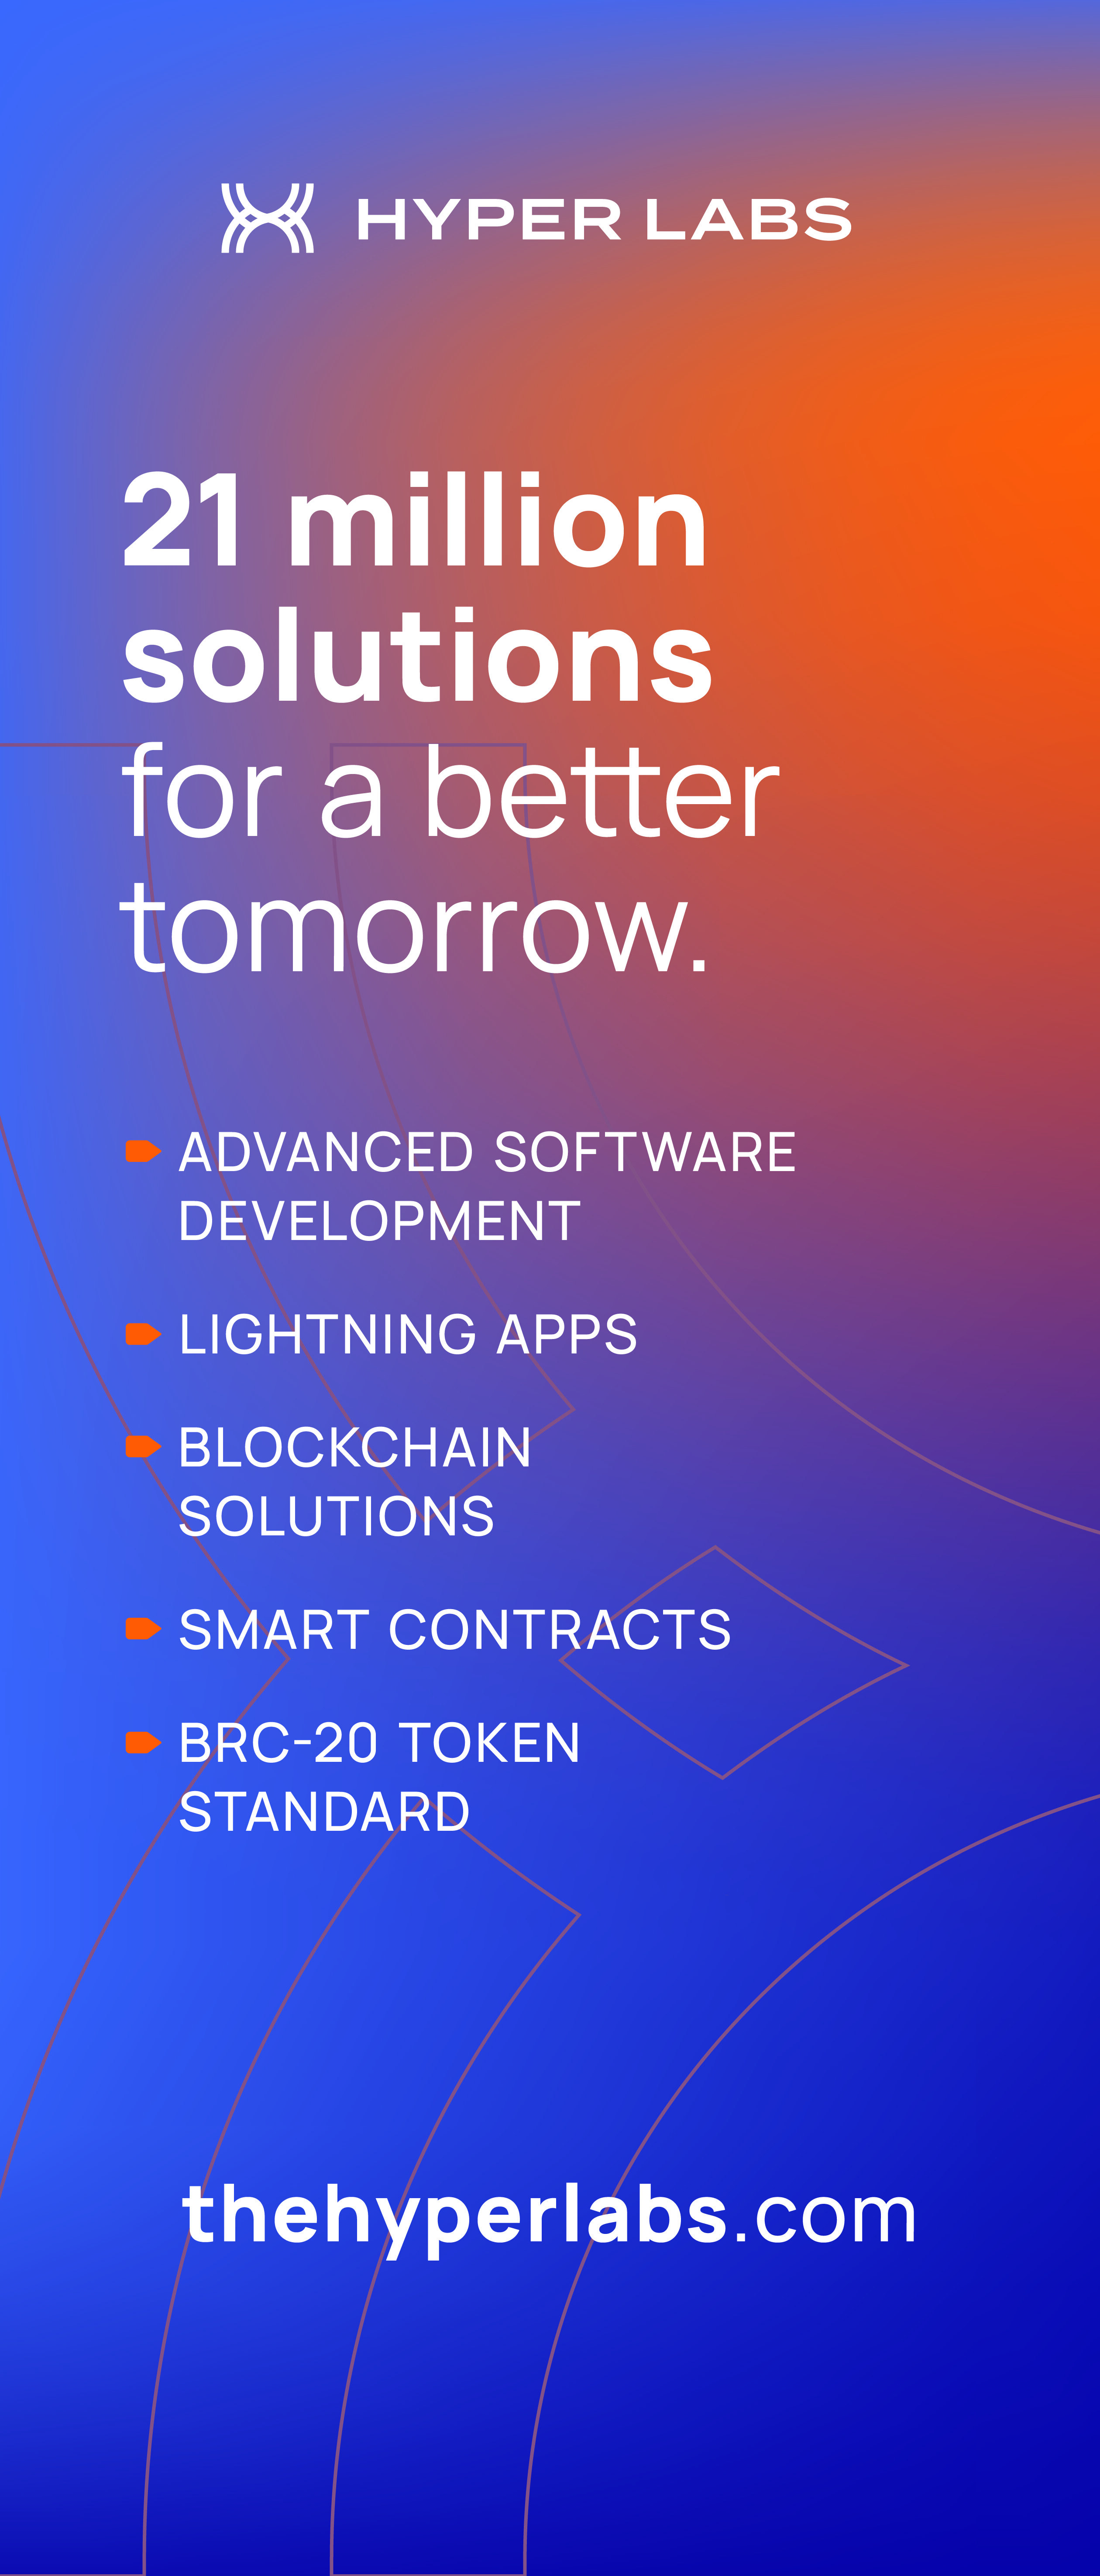 HYPER LABS
21 million
solutions
for a better
tomorrow.
ADVANCED SOFTWARE
DEVELOPMENT
LIGHTNING APPS
BLOCKCHAIN
SOLUTIONS
SMART CONTRACTS
BRC-20 TOKEN
STANDARD
thehyperlabs.com